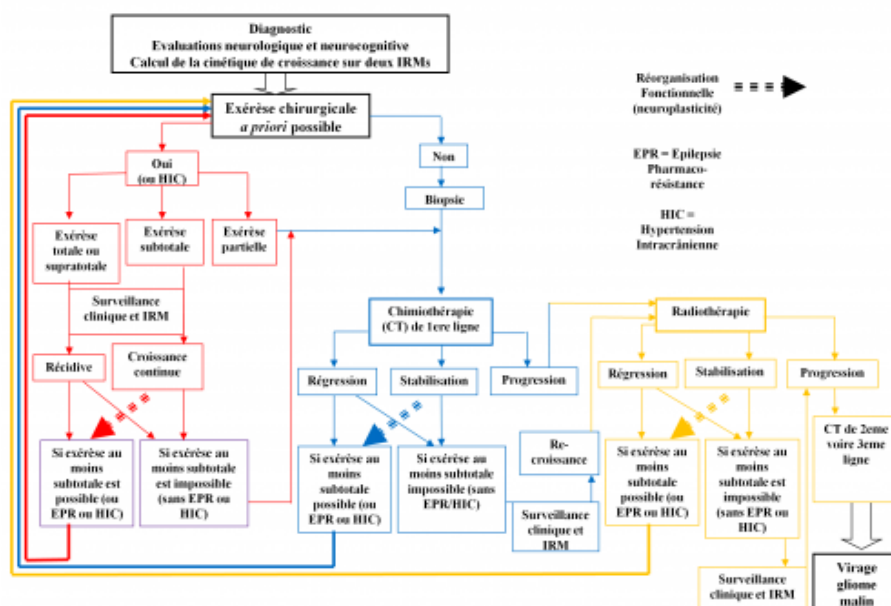 Diagnostic
Evaluations neurologique et neurocognitive
Calcul de la cinétique de croissance sur deux IRMs
Exérèse chirurgicale
a priori possible
Réorganisation
Fonctionnelle
(neuroplasticité)
EPR = Epilepsie
Pharmaco-
résistance
HIC =
Hypertension
Intracrânienne
Oui
(ou HIC)
Non
Biopsie
Exérèse
totale ou
supratotale
Exérèse
subtotale
Exérèse
partielle
Surveillance
clinique et IRM
Récidive
Croissance
continue
Si exérèse au
moins
subtotale est
possible (ou
EPR ou HIC)
Si exérèse au
moins subtotale
est impossible
(sans EPR ou
HIC)
Chimiothérapie
(CT) de 1ere ligne
Régression
Stabilisation
Progression
Si exérèse au
moins
subtotale
possible (ou
EPR ou HIC)
Si exérèse au
moins subtotale
impossible (sans
EPR/HIC)
Re-
croissance
Surveillance
clinique et
IRM
Radiothérapie
Régression
Stabilisation
Progression
Si exérèse au
moins
subtotale
possible (ou
EPR ou HIC)
Si exérèse au
moins
subtotale est
impossible
(sans EPR ou
HIC)
CT de 2eme
voire 3eme
ligne
Surveillance
clinique et IRM
Virage
gliome
malin